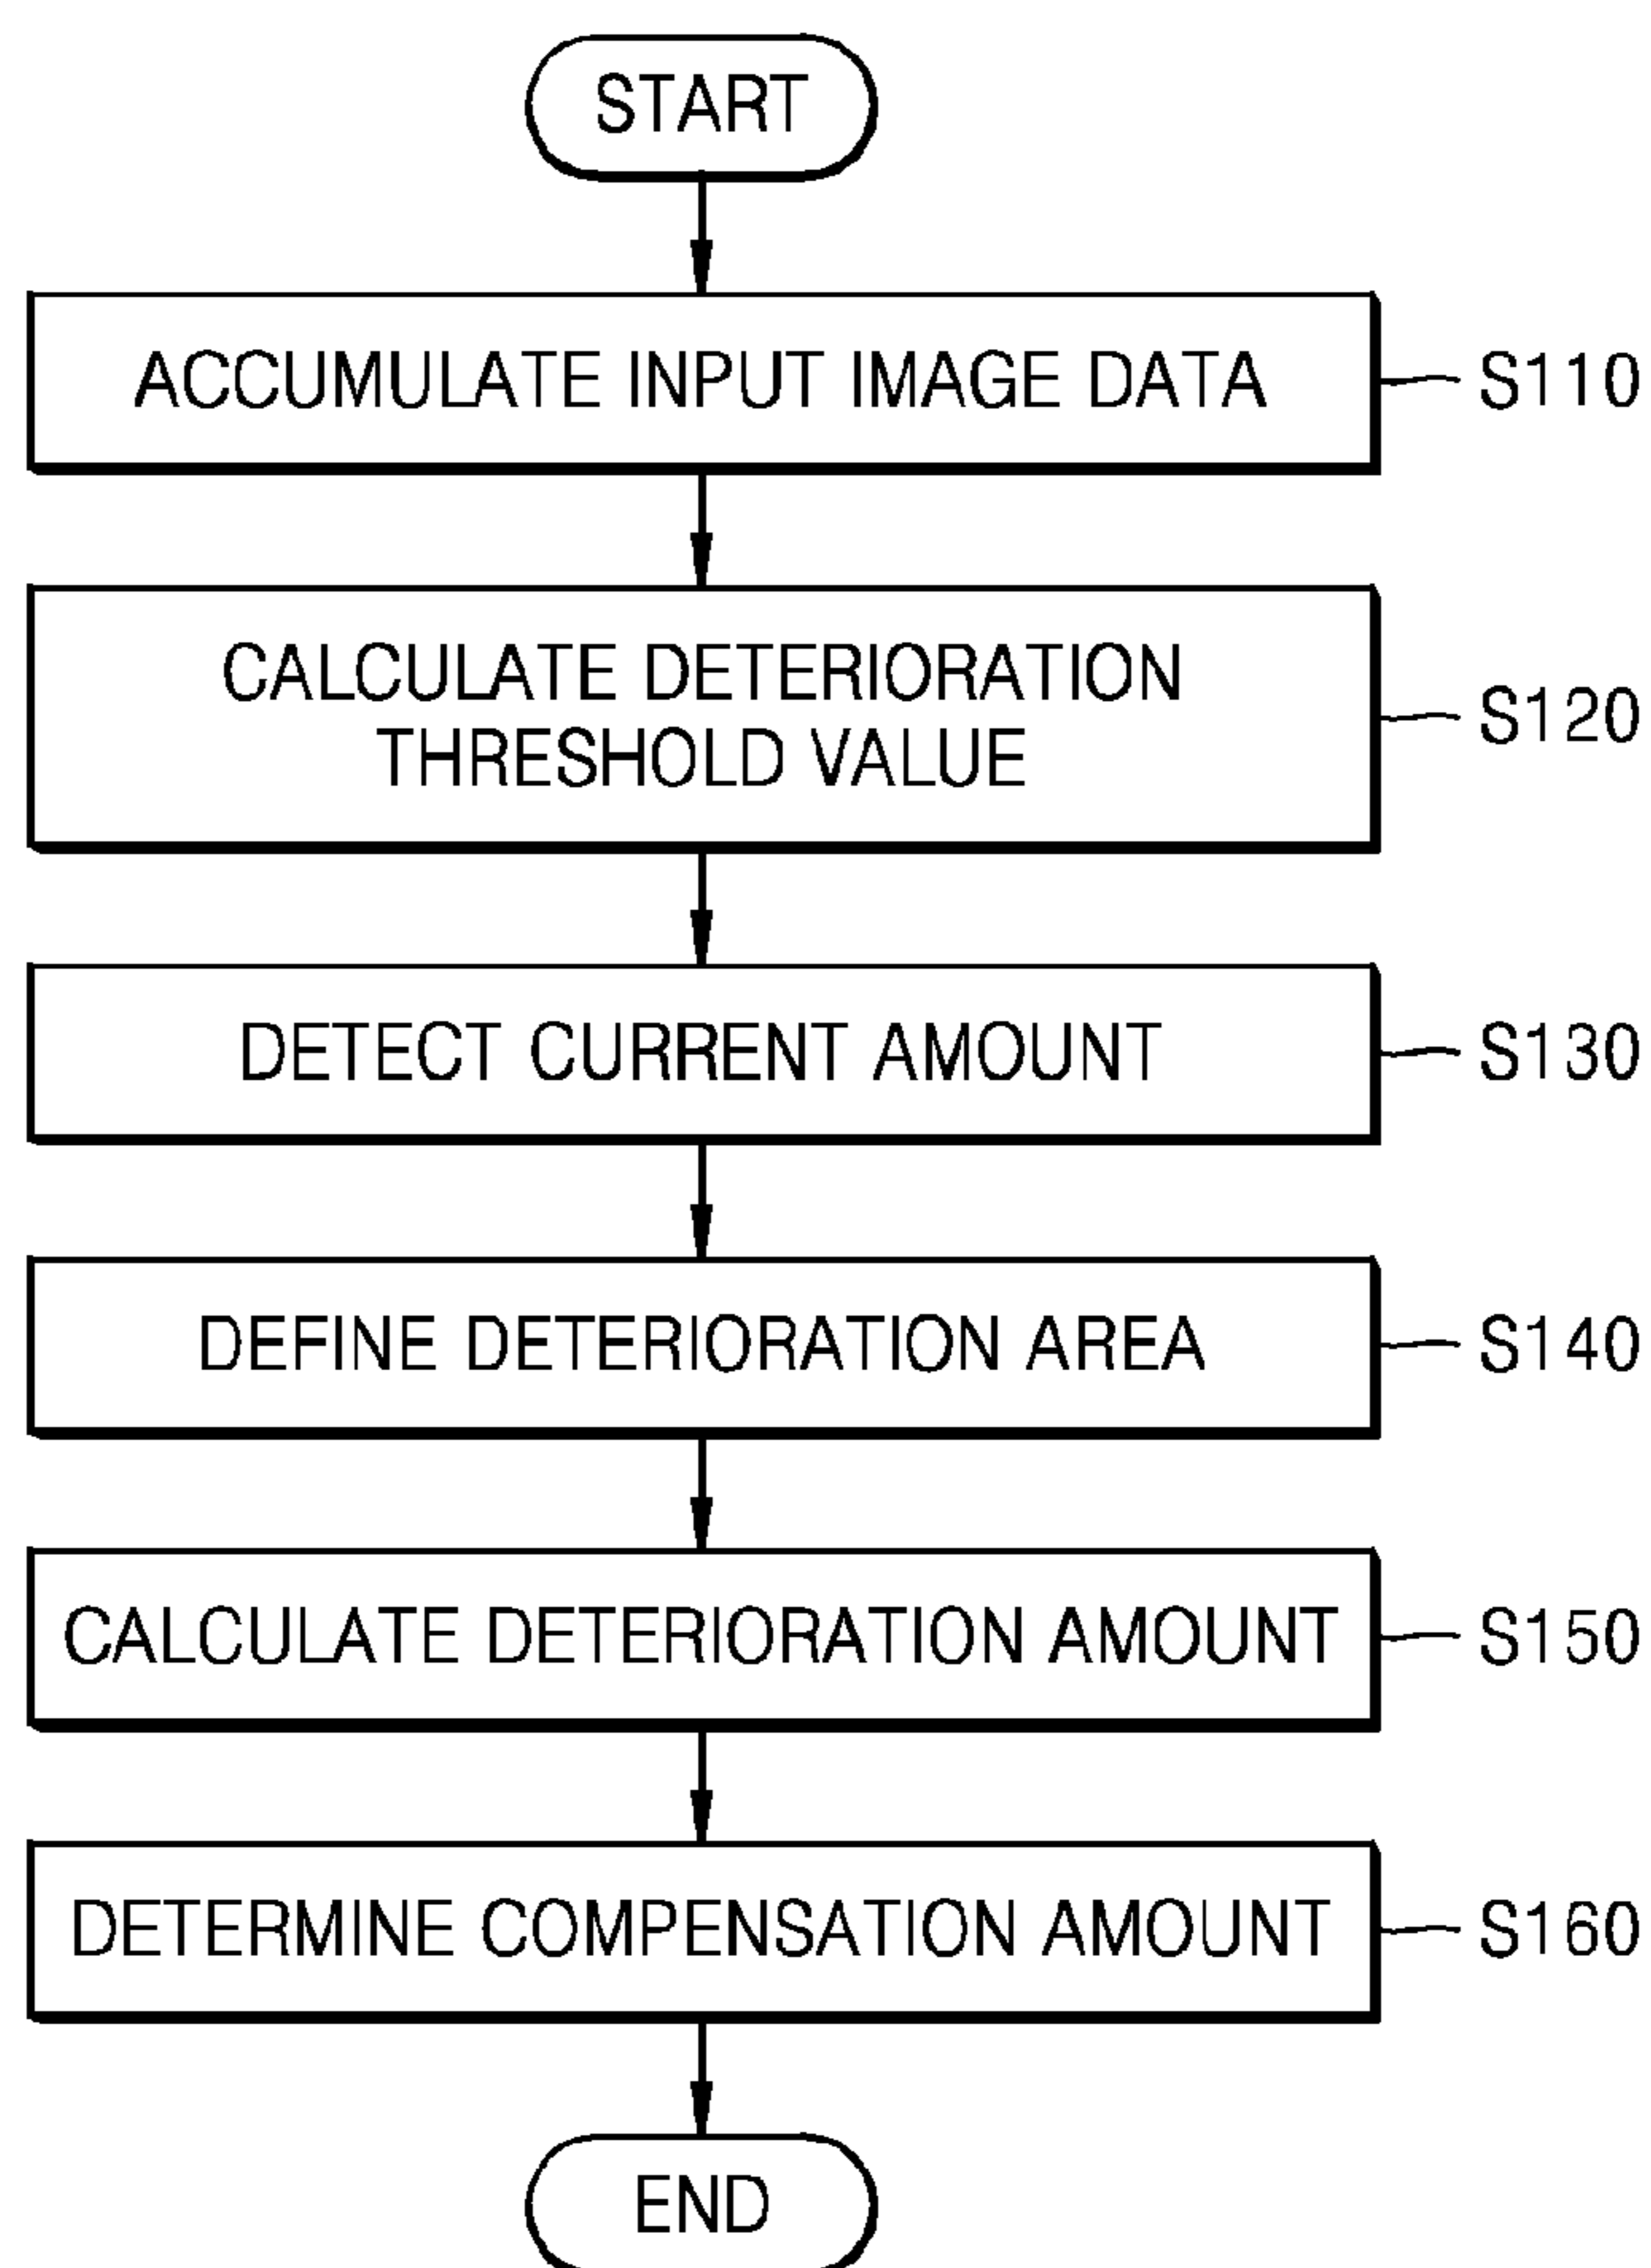 START
ACCUMULATE INPUT IMAGE DATA
S110
CALCULATE DETERIORATION
THRESHOLD VALUE
S120
DETECT CURRENT AMOUNT
S130
DEFINE DETERIORATION AREA
S140
CALCULATE DETERIORATION AMOUNT
S150
DETERMINE COMPENSATION AMOUNT
S160
END